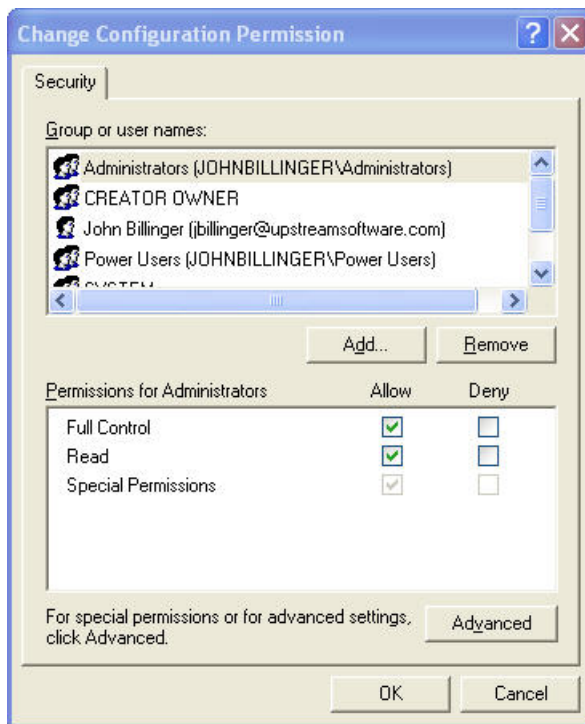 Change Configuration Permission
Security
Group or user names:
Administrators (JOHNBILLINGER\Administrators)
CREATOR OWNER
John Billinger (jbillinger@upstreamsoftware.com)
Power Users (JOHNBILLINGER\Power Users)
SYSTEM
Add... Remove
Permissions for Administrators Allow Deny
Full Control
Read
Special Permissions
For special permissions or for advanced settings,
click Advanced. Advanced
OK Cancel